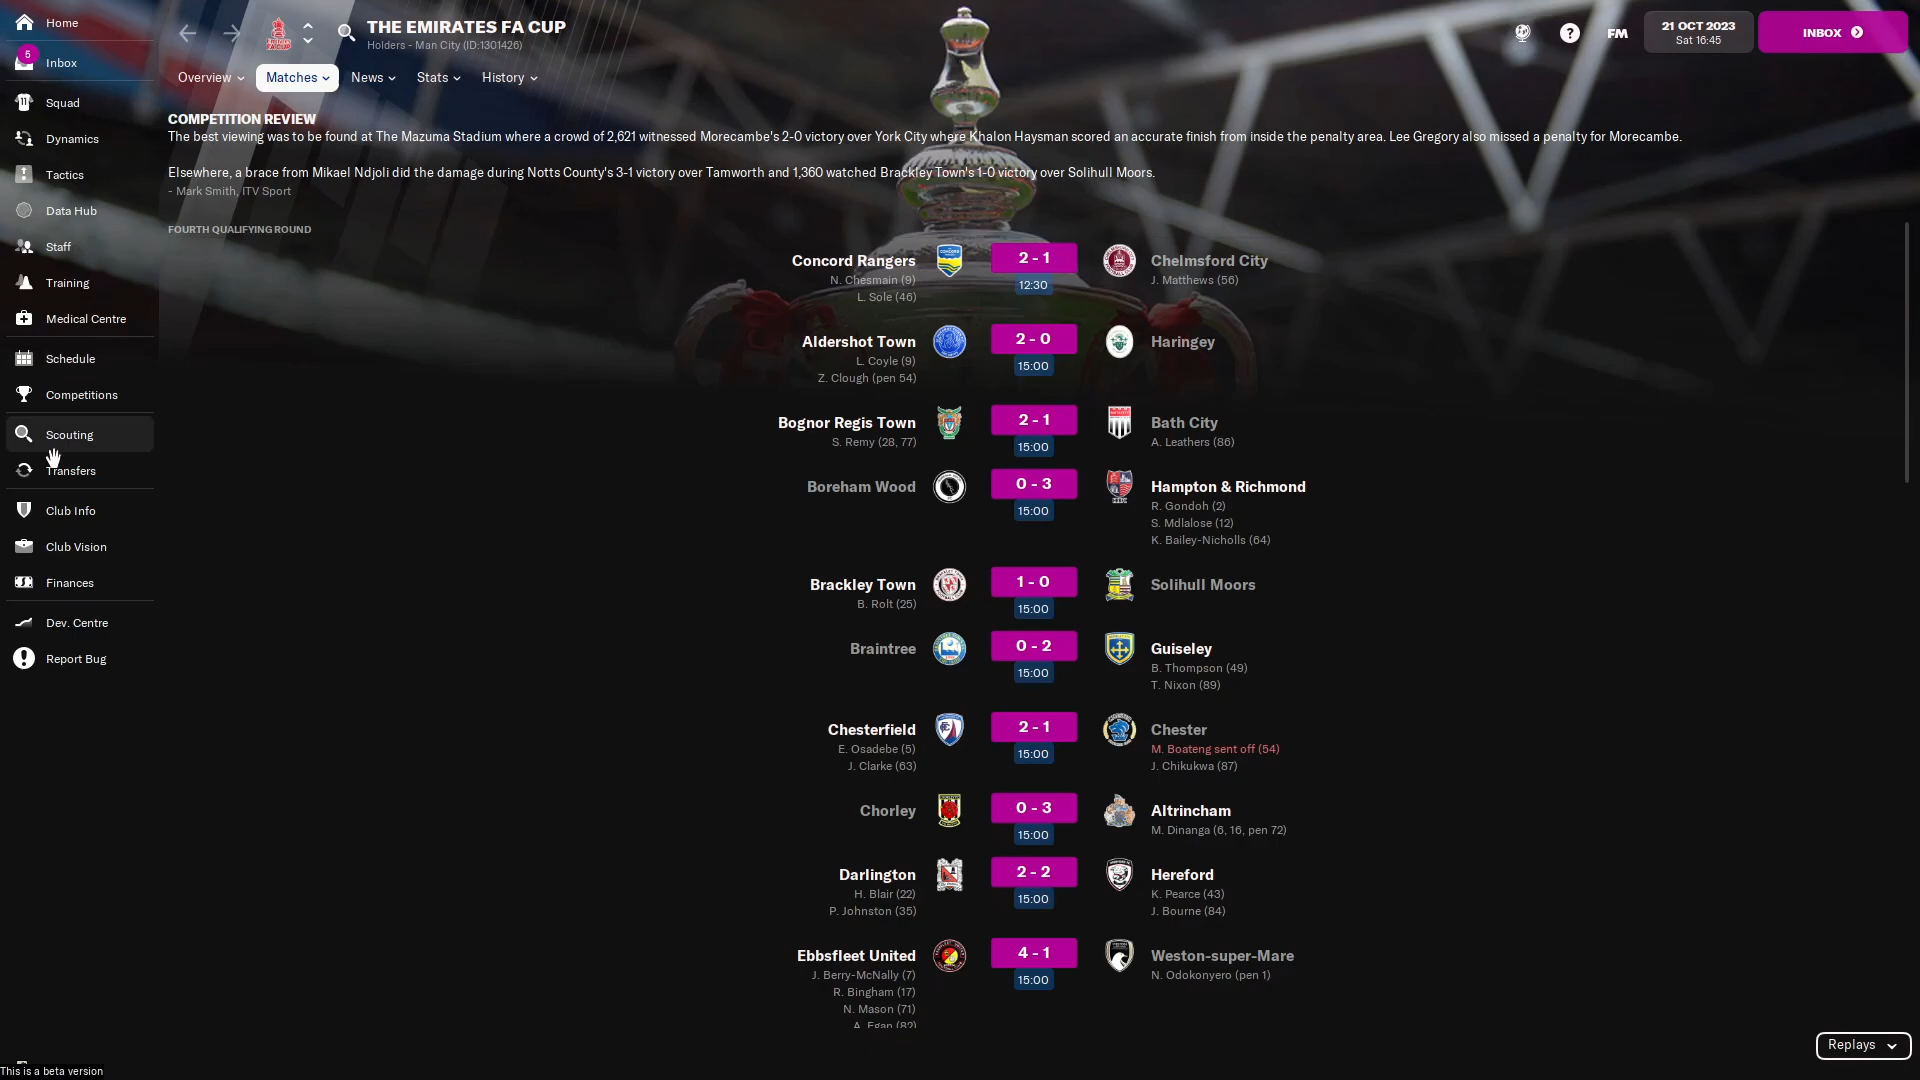 Home
THE EMIRATES FA CUP
Holders - Man City (ID:1301426)
FM
21 OCT 2023
Sat 16:45
INBOX
6
Inbox
Overview
Matches
News
Stats
History
Squad
Dynamics
Tactics
Data Hub
Staff
Training
Medical Centre
Schedule
Competitions
Scouting
Transfers
Club Info
Club Vision
Finances
Dev. Centre
Report Bug
COMPETITION REVIEW
The best viewing was to be found at The Mazuma Stadium where a crowd of 2,621 witnessed Morecambe's 2-0 victory over York City where Khalon Haysman scored an accurate finish from inside the penalty area. Lee Gregory also missed a penalty for Morecambe.
Elsewhere, a brace from Mikael Ndjoli did the damage during Notts County's 3-1 victory over Tamworth and 1,360 watched Brackley Town's 1-0 victory over Solihull Moors.
- Mark Smith, ITV Sport
FOURTH QUALIFYING ROUND
Concord Rangers 2 - 1 Chelmsford City
N. Chesmain (9) 12:30 J. Matthews (56)
L. Sole (46)
Aldershot Town 2 - 0 Haringey
L. Coyle (9) 15:00
Z. Clough (pen 54)
Bognor Regis Town 2 - 1 Bath City
S. Remy (28, 77) 15:00 A. Leathers (86)
Boreham Wood 0 - 3 Hampton & Richmond
15:00 R. Gondoh (2)
S. Mdlalose (12)
K. Bailey-Nicholls (64)
Brackley Town 1 - 0 Solihull Moors
B. Rolt (25) 15:00
Braintree 0 - 2 Guiseley
15:00 B. Thompson (49)
T. Nixon (89)
Chesterfield 2 - 1 Chester
E. Osadebe (5) 15:00 M. Boateng sent off (54)
J. Clarke (63) J. Chikukwa (87)
Chorley 0 - 3 Altrincham
15:00 M. Dinanga (6, 16, pen 72)
Darlington 2 - 2 Hereford
H. Blair (22) 15:00 K. Pearce (43)
P. Johnston (35) J. Bourne (84)
Ebbsfleet United 4 - 1 Weston-super-Mare
J. Berry-McNally (7) 15:00 N. Odokonyero (pen 1)
R. Bingham (17)
N. Mason (71)
A. Egan (82)
Replays
This is a beta version